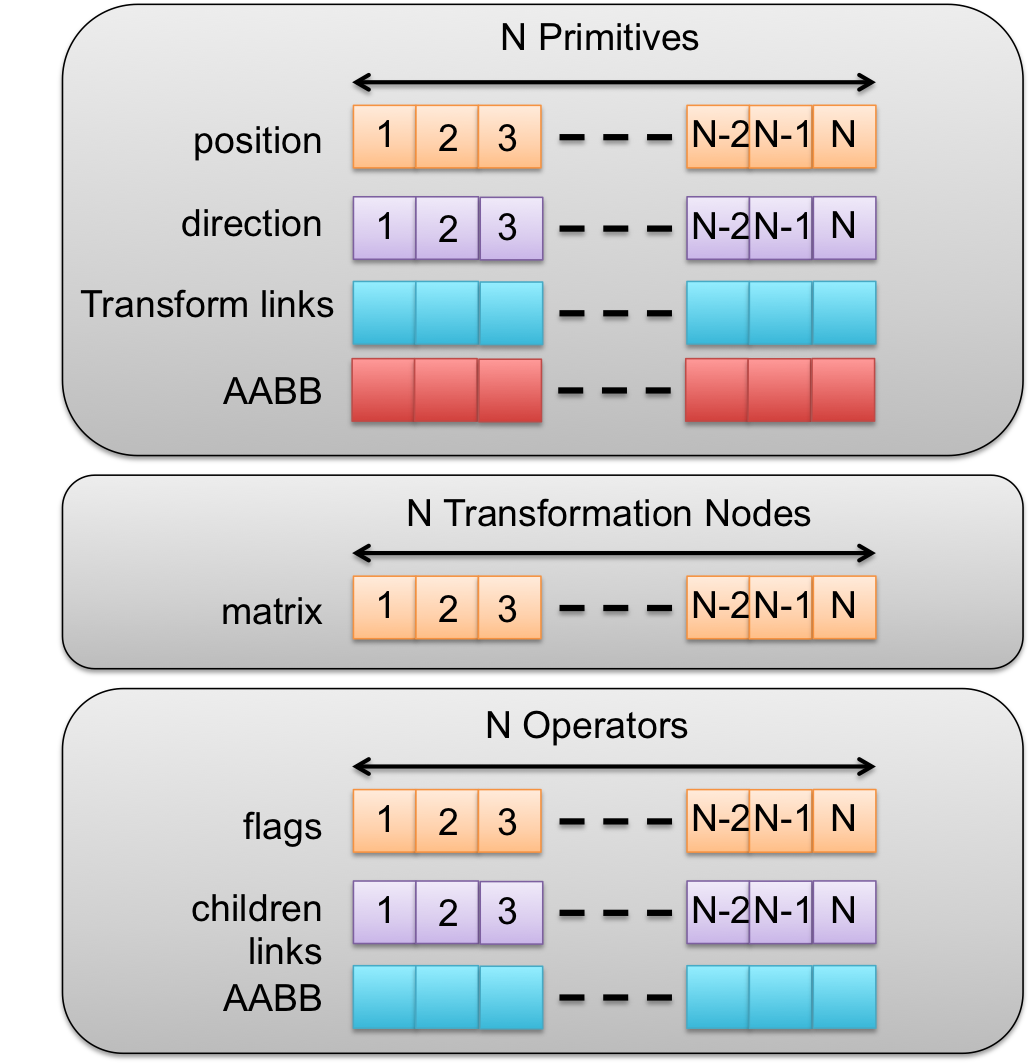 N Primitives
position 1 2 3 N-2 N-1 N
direction 1 2 3 N-2 N-1 N
Transform links
AABB
N Transformation Nodes
matrix 1 2 3 N-2 N-1 N
N Operators
flags 1 2 3 N-2 N-1 N
children 1 2 3 N-2 N-1 N
links
AABB